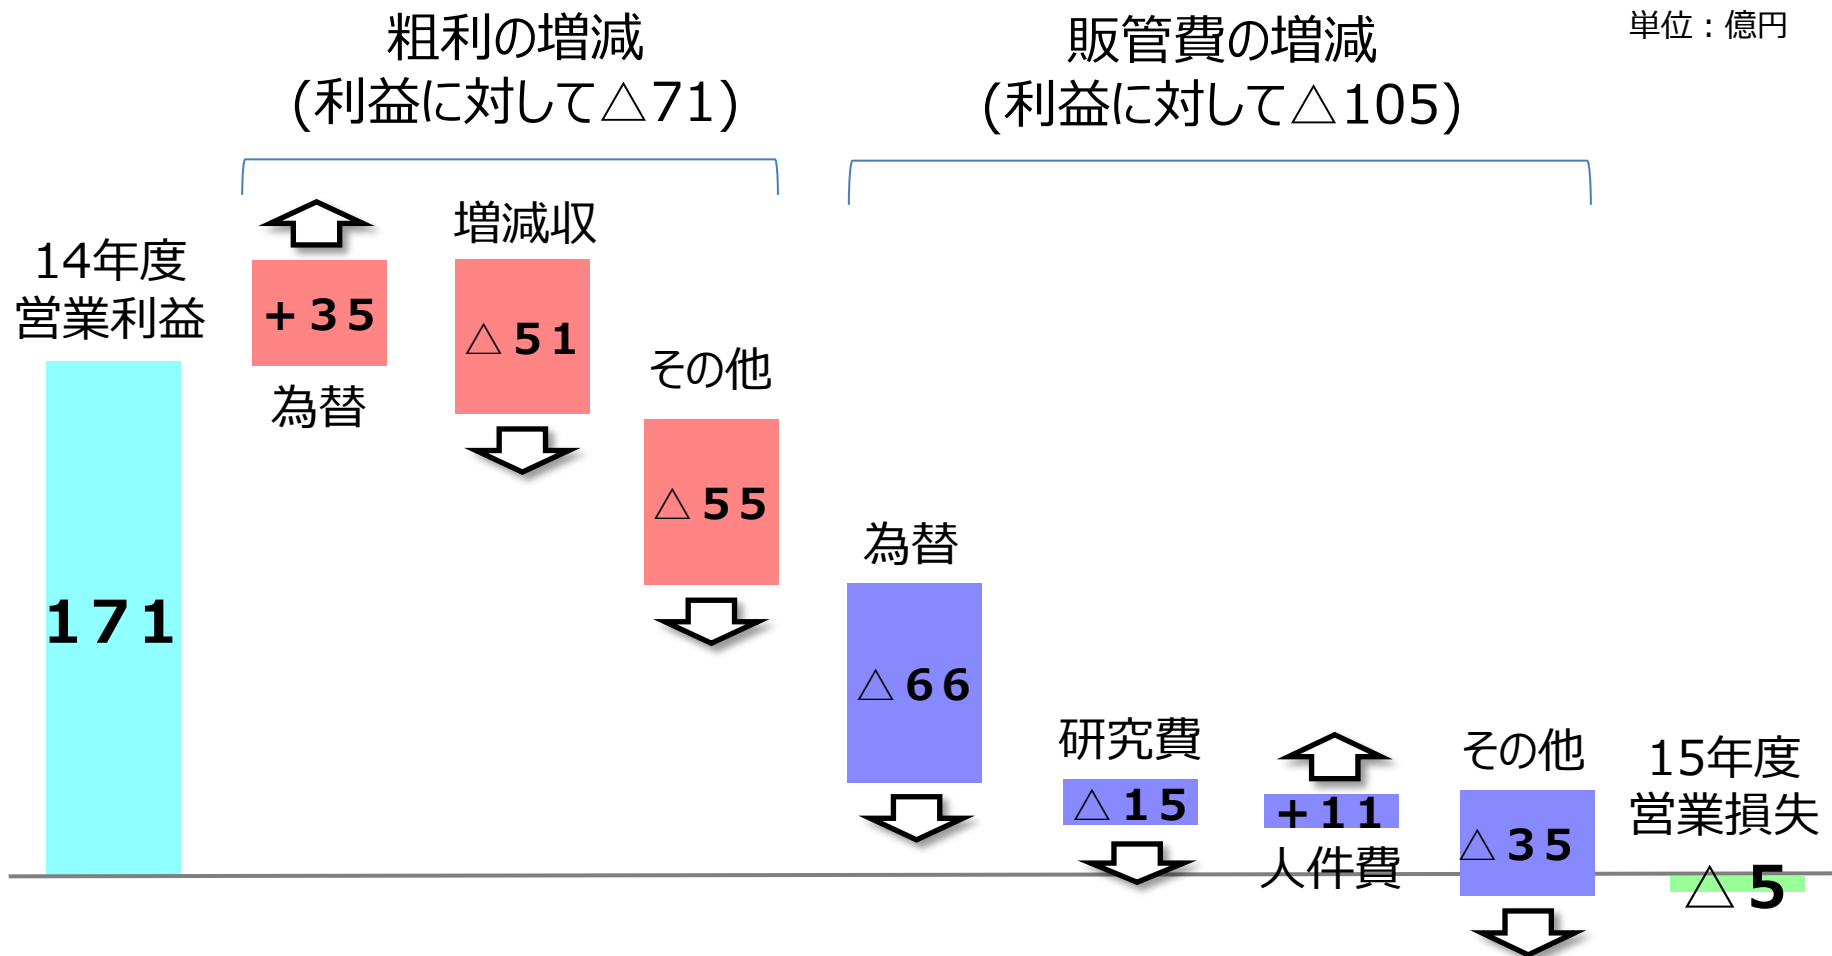 単位：億円
粗利の増減
(利益に対して△71)
販管費の増減
(利益に対して△105)
14年度
営業利益
171
+35
為替
増減収
△51
その他
△55
為替
△66
研究費
△15
+11
人件費
その他
△35
15年度
営業損失
△5